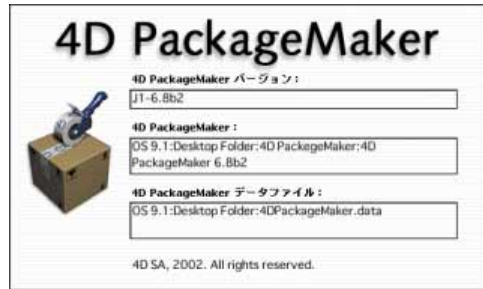 4D PackageMaker
4D PackageMaker バージョン：
J1-6.8b2
4D PackageMaker：
OS 9.1:Desktop Folder:4D PackegeMaker:4D
PackageMaker 6.8b2
4D PackageMaker データファイル：
OS 9.1:Desktop Folder:4DPackageMaker.data
4D SA, 2002. All rights reserved.